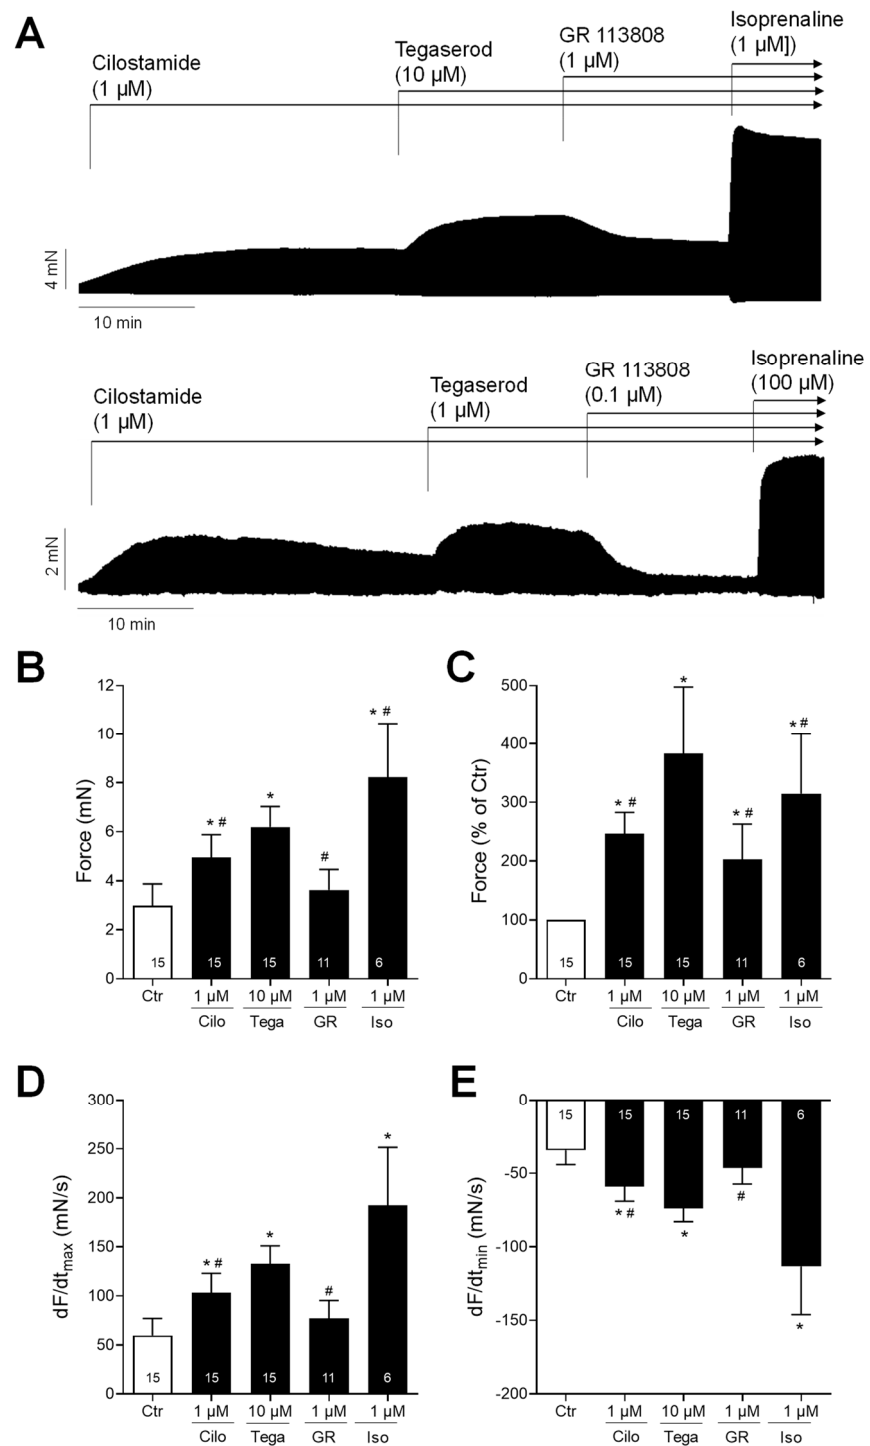 A
Cilostamide
(1 µM)
Tegaserod
(10 µM)
GR 113808
(1 µM)
Isoprenaline
(1 µM])
4 mN
10 min
Cilostamide
(1 µM)
Tegaserod
(1 µM)
GR 113808
(0.1 µM)
Isoprenaline
(100 µM)
2 mN
10 min
B
Force (mN)
12
10
8
6
4
2
0
* #
*
#
* #
15
15
15
11
6
Ctr
1 µM
10 µM
1 µM
1 µM
Cilo
Tega
GR
Iso
C
Force (% of Ctr)
500
400
300
200
100
0
* #
*
* #
* #
15
15
15
11
6
Ctr
1 µM
10 µM
1 µM
1 µM
Cilo
Tega
GR
Iso
D
dF/dtmax (mN/s)
300
250
200
150
100
50
0
* #
*
#
*
15
15
15
11
6
Ctr
1 µM
10 µM
1 µM
1 µM
Cilo
Tega
GR
Iso
E
dF/dtmin (mN/s)
0
-50
-100
-150
-200
15
15
15
11
6
* #
*
#
*
Ctr
1 µM
10 µM
1 µM
1 µM
Cilo
Tega
GR
Iso